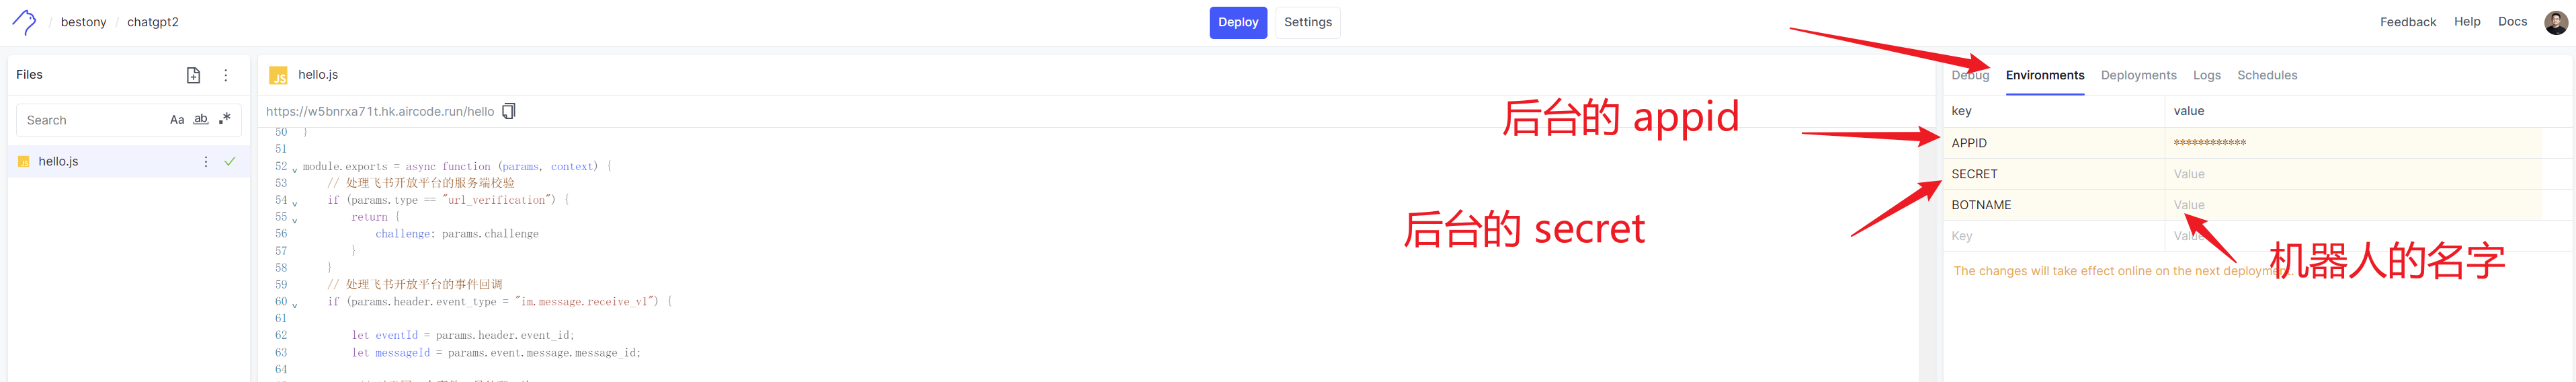 / bestony / chatgpt2
Deploy Settings
Feedback Help Docs
Files
Search Aa ab .*
JS hello.js
JS hello.js
https://w5bnrxa71t.hk.aircode.run/hello
50 }
51
52 module.exports = async function (params, context) {
53 // 处理飞书开放平台的服务端校验
54 if (params.type == "url_verification") {
55 return {
56 challenge: params.challenge
57 }
58 }
59 // 处理飞书开放平台的事件回调
60 if (params.header.event_type = "im.message.receive_v1") {
61
62 let eventId = params.header.event_id;
63 let messageId = params.event.message.message_id;
64
后台的 appid
后台的 secret
Debug Environments Deployments Logs Schedules
key value
APPID ************
SECRET Value
BOTNAME Value
Key Value
The changes will take effect online on the next deployment.
机器人的名字